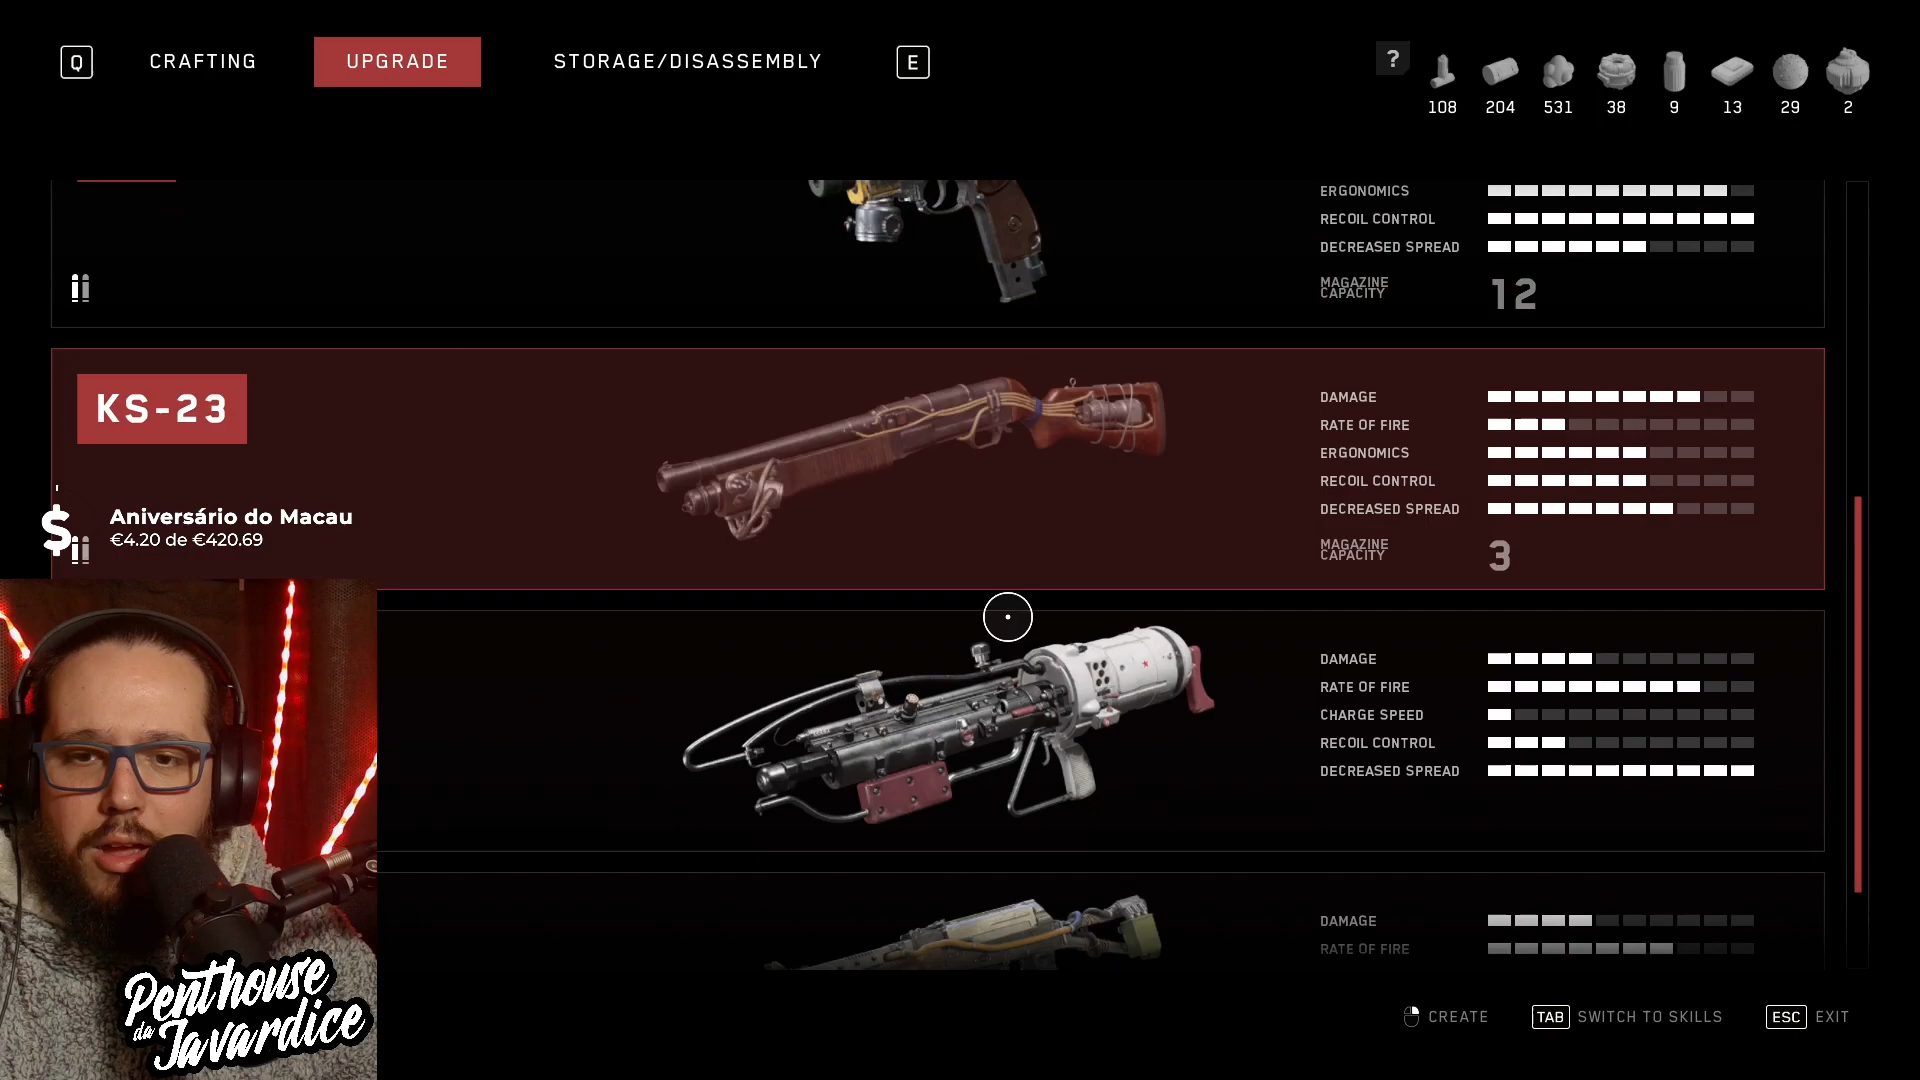 Q CRAFTING UPGRADE STORAGE/DISASSEMBLY E ?
108 204 531 38 9 13 29 2
ERGONOMICS
RECOIL CONTROL
DECREASED SPREAD
MAGAZINE
CAPACITY
12
KS-23
DAMAGE
RATE OF FIRE
ERGONOMICS
RECOIL CONTROL
DECREASED SPREAD
MAGAZINE
CAPACITY
3
$
Aniversário do Macau
€4.20 de €420.69
DAMAGE
RATE OF FIRE
CHARGE SPEED
RECOIL CONTROL
DECREASED SPREAD
DAMAGE
RATE OF FIRE
Penthouse
da Javardice
CREATE TAB SWITCH TO SKILLS ESC EXIT